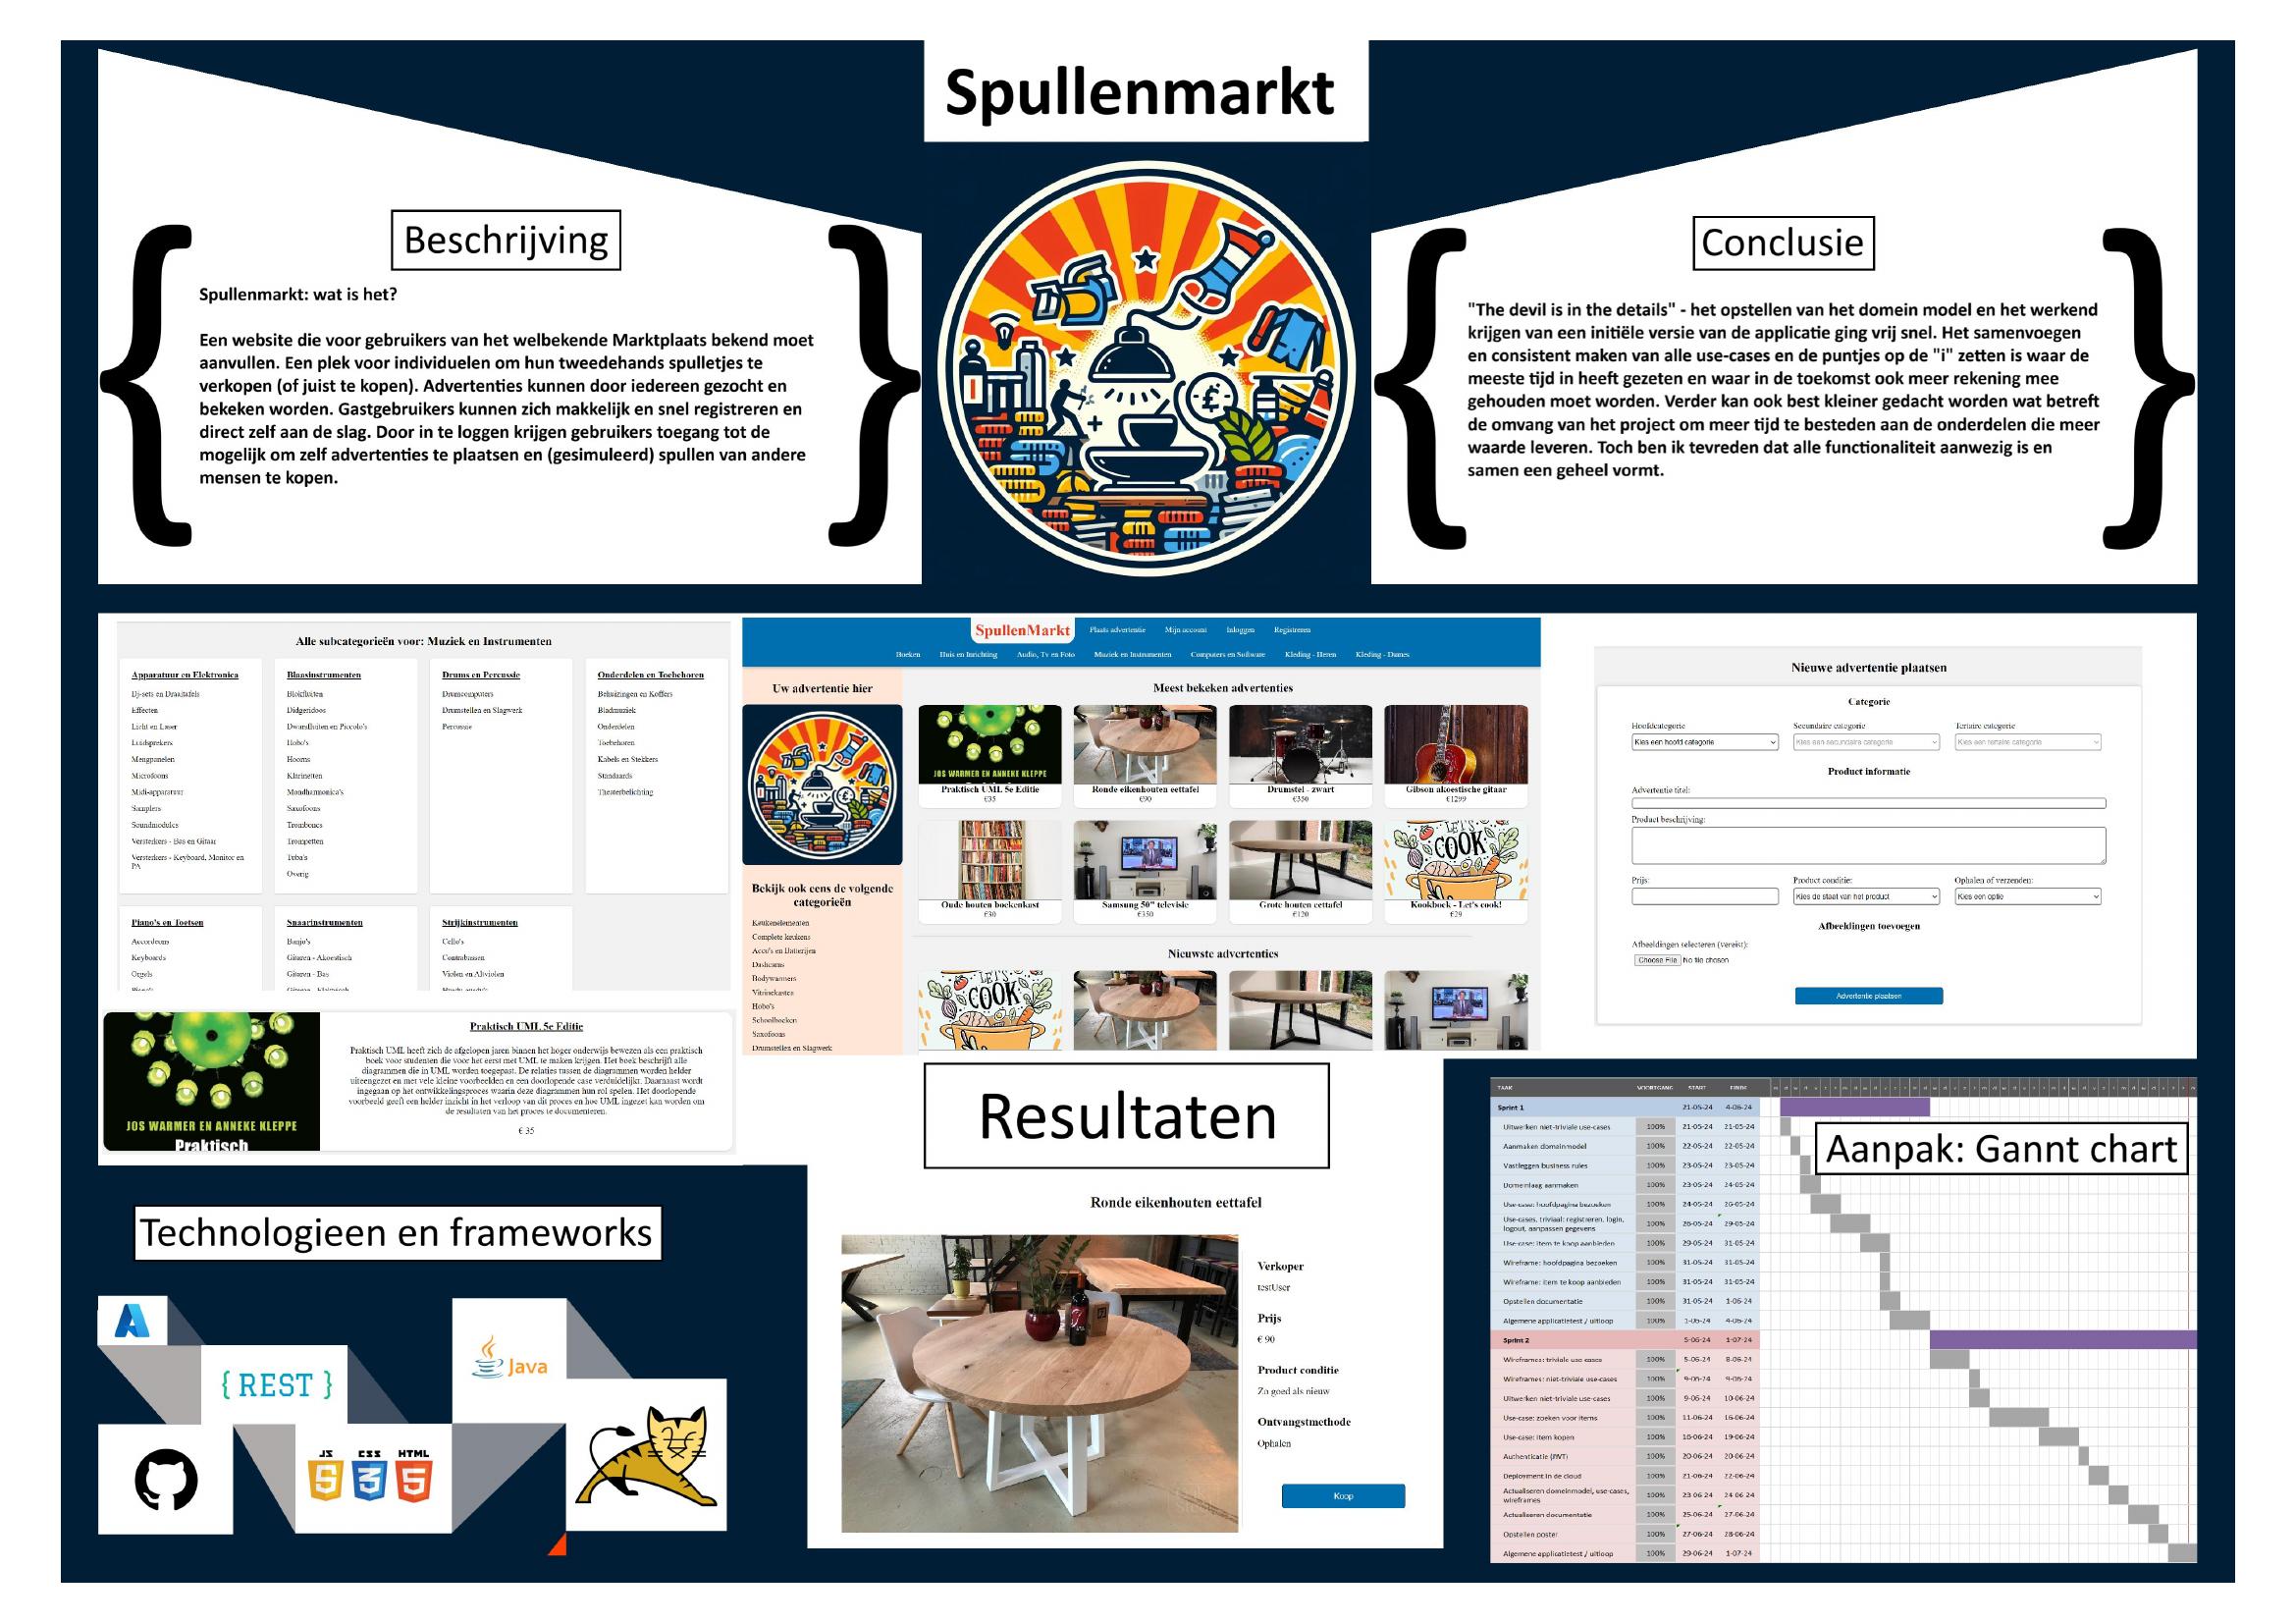 Spullenmarkt
Beschrijving
Spullenmarkt: wat is het?
Een website die voor gebruikers van het welbekende Marktplaats bekend moet
aanvullen. Een plek voor individuelen om hun tweedehands spulletjes te
verkopen (of juist te kopen). Advertenties kunnen door iedereen gezocht en
bekeken worden. Gastgebruikers kunnen zich makkelijk en snel registreren en
direct zelf aan de slag. Door in te loggen krijgen gebruikers toegang tot de
mogelijk om zelf advertenties te plaatsen en (gesimuleerd) spullen van andere
mensen te kopen.
Conclusie
"The devil is in the details" - het opstellen van het domein model en het werkend
krijgen van een initiële versie van de applicatie ging vrij snel. Het samenvoegen
en consistent maken van alle use-cases en de puntjes op de "i" zetten is waar de
meeste tijd in heeft gezeten en waar in de toekomst ook meer rekening mee
gehouden moet worden. Verder kan ook best kleiner gedacht worden wat betreft
de omvang van het project om meer tijd te besteden aan de onderdelen die meer
waarde leveren. Toch ben ik tevreden dat alle functionaliteit aanwezig is en
samen een geheel vormt.
Alle subcategorieën voor: Muziek en Instrumenten
Apparatuur en Elektronica
Dj-sets en Draaitafels
Effecten
Licht en Laser
Luidsprekers
Mengpanelen
Microfoons
Midi-apparatuur
Samplers
Soundmodules
Versterkers - Bas en Gitaar
Versterkers - Keyboard, Monitor en
PA
Blaasinstrumenten
Blokfluiten
Didgeridoos
Dwarsfluiten en Piccolo's
Hobo's
Hoorns
Klarinetten
Mondharmonica's
Saxofoons
Trombones
Trompetten
Tuba's
Overig
Drums en Percussie
Drumcomputers
Drumstellen en Slagwerk
Percussie
Onderdelen en Toebehoren
Behuizingen en Koffers
Bladmuziek
Onderdelen
Toebehoren
Kabels en Stekkers
Standaards
Theaterbelichting
Piano's en Toetsen
Accordeons
Keyboards
Orgels
Snaarinstrumenten
Banjo's
Gitaren - Akoestisch
Gitaren - Bas
Strijkinstrumenten
Cello's
Contrabassen
Violen en Altviolen
JOS WARMER EN ANNEKE KLEPPE
Praktisch
Praktisch UML 5e Editie
Praktisch UML heeft zich de afgelopen jaren binnen het hoger onderwijs bewezen als een praktisch
boek voor studenten die voor het eerst met UML te maken krijgen. Het boek beschrijft alle
diagrammen die in UML worden toegepast. De relaties tussen de diagrammen worden helder
uiteengezet en met vele kleine voorbeelden en een doorlopende case verduidelijkt. Daarnaast wordt
ingegaan op het ontwikkelingsproces waarin deze diagrammen hun rol spelen. Het doorlopende
voorbeeld geeft een helder inzicht in het verloop van dit proces en hoe UML ingezet kan worden om
de resultaten van het proces te documenteren.
€ 35
SpullenMarkt Plaats advertentie Mijn account Inloggen Registreren
Boeken Huis en Inrichting Audio, Tv en Foto Muziek en Instrumenten Computers en Software Kleding - Heren Kleding - Dames
Uw advertentie hier
Bekijk ook eens de volgende
categorieën
Keukenelementen
Complete keukens
Accu's en Batterijen
Dashcams
Bodywarmers
Vitrinekasten
Hobo's
Schoolboeken
Saxofoons
Drumstellen en Slagwerk
Meest bekeken advertenties
JOS WARMER EN ANNEKE KLEPPE
Praktisch UML 5e Editie
€35
Ronde eikenhouten eettafel
€90
Drumstel - zwart
€350
Gibson akoestische gitaar
€1299
Oude houten boekenkast
€30
Samsung 50" televisie
€350
Grote houten eettafel
€120
LET'S
COOK
Kookboek - Let's cook!
€29
Nieuwste advertenties
LET'S
COOK
Nieuwe advertentie plaatsen
Categorie
Hoofdcategorie Secundaire categorie Tertaire categorie
Kies een hoofd categorie Kies een secundaire categorie Kies een tertaire categorie
Product informatie
Advertentie titel:
Product beschrijving:
Prijs: Product conditie: Ophalen of verzenden:
Kies de staat van het product Kies een optie
Afbeeldingen toevoegen
Afbeeldingen selecteren (vereist):
Choose File No file chosen
Advertentie plaatsen
Resultaten
Ronde eikenhouten eettafel
Verkoper
testUser
Prijs
€ 90
Product conditie
Zo goed als nieuw
Ontvangstmethode
Ophalen
Koop
Technologieen en frameworks
{ REST }
Java
JS CSS HTML
5 3 5
Aanpak: Gannt chart
TAAK VOORTGANG START EINDE
Sprint 1 21-05-24 4-06-24
Uitwerken niet-triviale use-cases 100% 21-05-24 21-05-24
Aanmaken domeinmodel 100% 22-05-24 22-05-24
Vastleggen business rules 100% 23-05-24 23-05-24
Domeinlaag aanmaken 100% 23-05-24 24-05-24
Use-case: hoofdpagina bezoeken 100% 24-05-24 26-05-24
Use-cases, triviaal: registreren, login,
logout, aanpassen gegevens 100% 26-05-24 29-05-24
Use-case: item te koop aanbieden 100% 29-05-24 31-05-24
Wireframe: hoofdpagina bezoeken 100% 31-05-24 31-05-24
Wireframe: item te koop aanbieden 100% 31-05-24 31-05-24
Opstellen documentatie 100% 31-05-24 1-06-24
Algemene applicatietest / uitloop 100% 1-06-24 4-06-24
Sprint 2 5-06-24 1-07-24
Wireframes: triviale use cases 100% 5-06-24 8-06-24
Wireframes: niet-triviale use-cases 100% 9-06-24 9-06-24
Uitwerken niet-triviale use-cases 100% 9-06-24 10-06-24
Use-case: zoeken voor items 100% 11-06-24 16-06-24
Use-case: item kopen 100% 16-06-24 19-06-24
Authenticatie 100% 20-06-24 20-06-24
Deployment in de cloud 100% 21-06-24 22-06-24
Actualiseren domeinmodel, use-cases,
wireframes 100% 23-06-24 24-06-24
Actualiseren documentatie 100% 25-06-24 27-06-24
Opstellen poster 100% 27-06-24 28-06-24
Algemene applicatietest / uitloop 100% 29-06-24 1-07-24